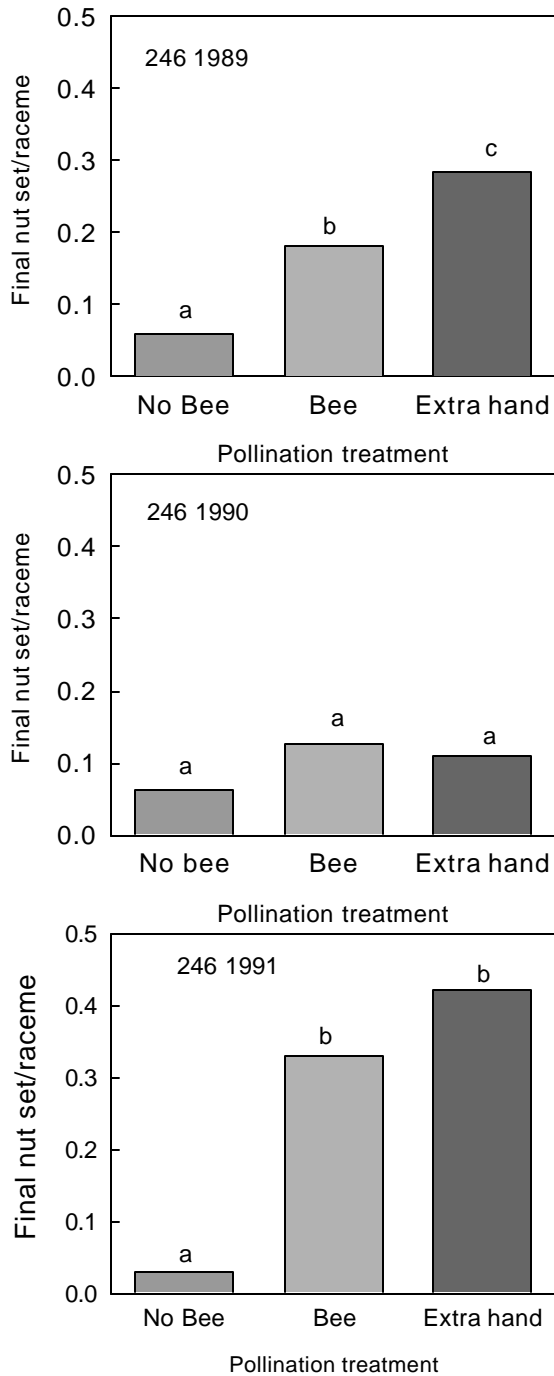 0.5
246 1989
0.4
0.3
c
0.2
b
0.1
a
0.0
Final nut set/raceme
No Bee Bee Extra hand
Pollination treatment
0.5
246 1990
0.4
0.3
0.2
a
a
a
0.1
0.0
Final nut set/raceme
No bee Bee Extra hand
Pollination treatment
0.5
246 1991
b
0.4
b
0.3
0.2
0.1
a
0.0
Final nut set/raceme
No Bee Bee Extra hand
Pollination treatment